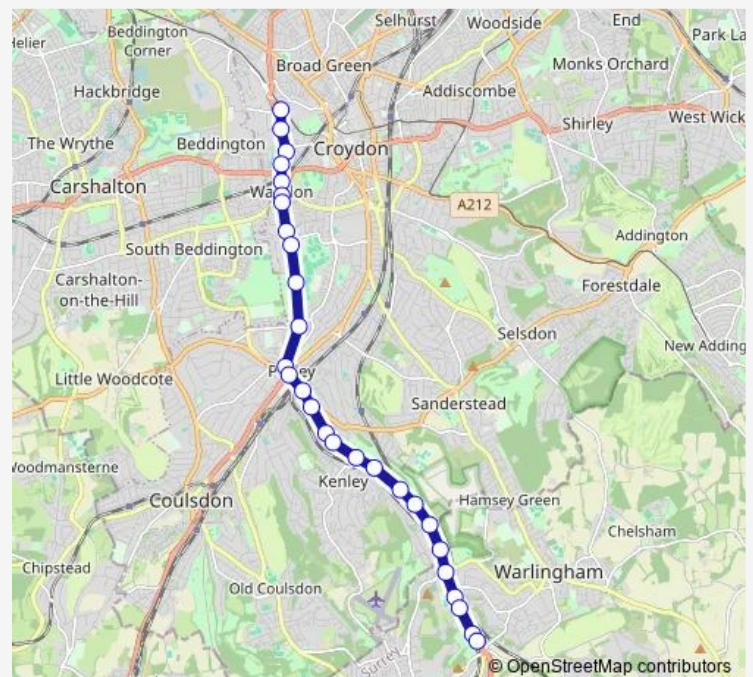 Selhurst
Woodside
End
Beddington
Corner
Park La
Helier
Broad Green
Monks Orchard
Hackbridge
Addiscombe
Shirley
West Wick
The Wrythe
Beddington
Croydon
Carshalton
A212
South Beddington
Addington
Carshalton-
on-the-Hill
Forestdale
Selsdon
New Adding
Little Woodcote
Sanderstead
Woodmansterne
Kenley
Coulsdon
Hamsey Green
Chelsham
Chipstead
Warlingham
Old Coulsdon
Surrey
© OpenStreetMap contributors